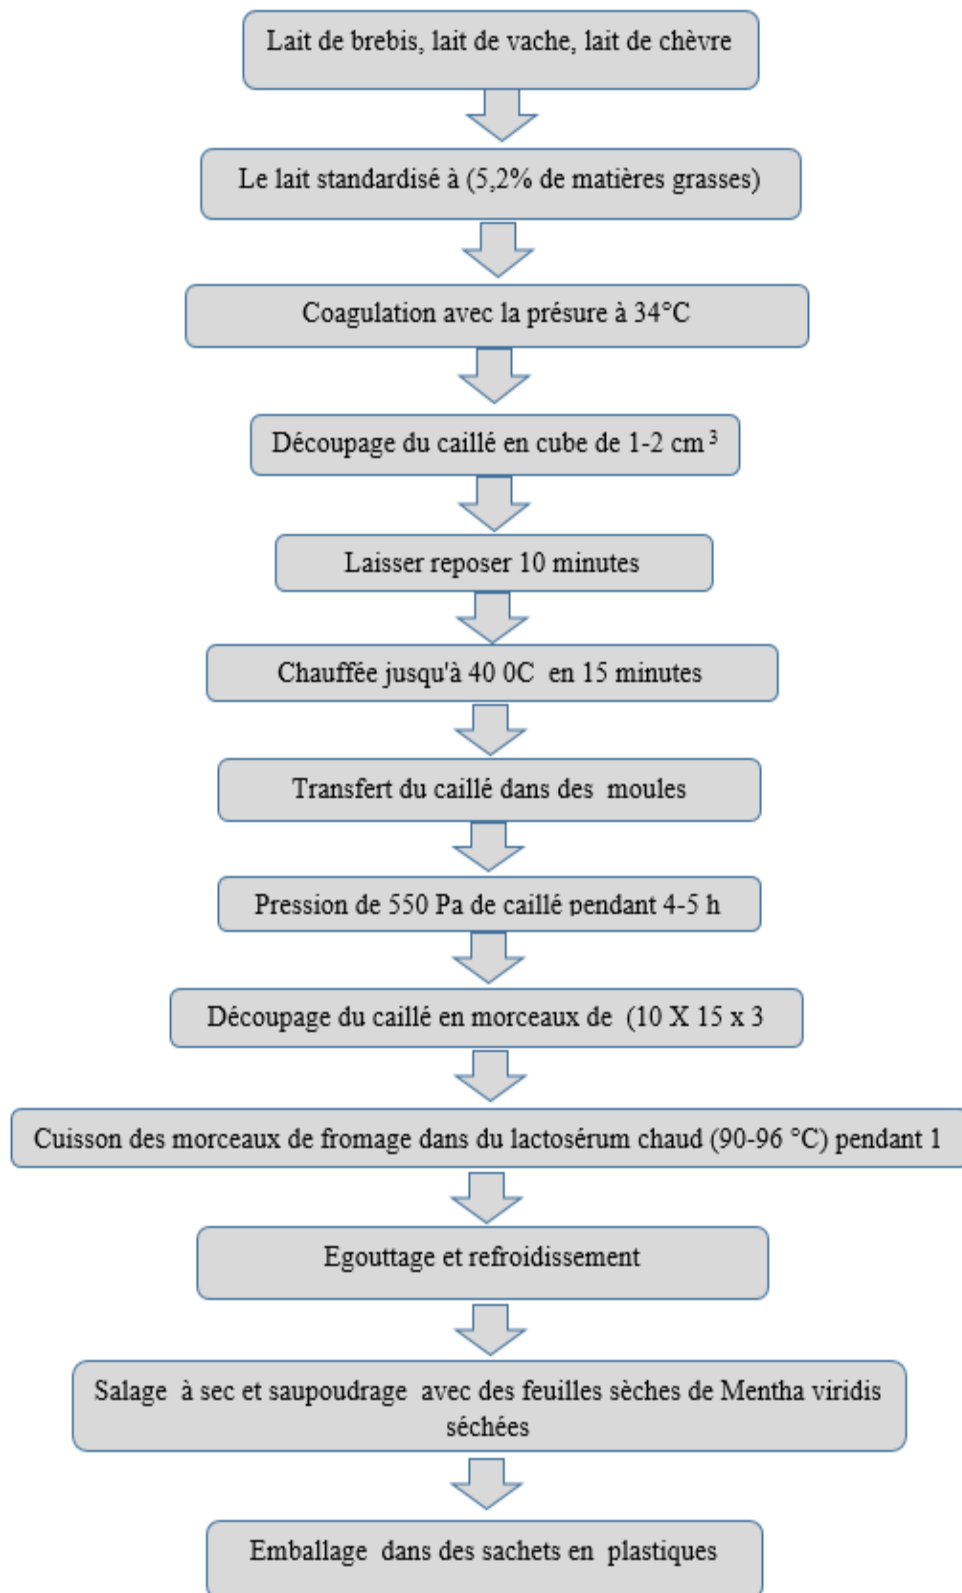 Lait de brebis, lait de vache, lait de chèvre
Le lait standardisé à (5,2% de matières grasses)
Coagulation avec la présure à 34°C
Découpage du caillé en cube de 1-2 cm³
Laisser reposer 10 minutes
Chauffée jusqu'à 40 0C en 15 minutes
Transfert du caillé dans des moules
Pression de 550 Pa de caillé pendant 4-5 h
Découpage du caillé en morceaux de (10 X 15 x 3
Cuisson des morceaux de fromage dans du lactosérum chaud (90-96 °C) pendant 1
Egouttage et refroidissement
Salage à sec et saupoudrage avec des feuilles sèches de Mentha viridis
séchées
Emballage dans des sachets en plastiques